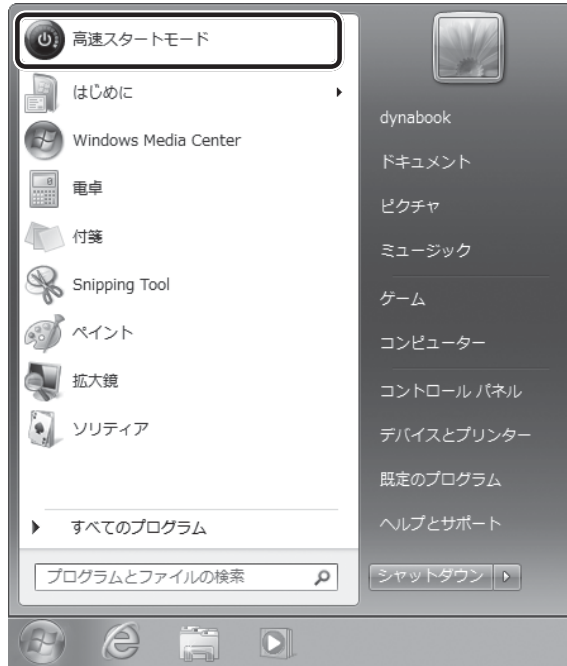 高速スタートモード
はじめに
Windows Media Center
電卓
付箋
Snipping Tool
ペイント
拡大鏡
ソリティア
すべてのプログラム
プログラムとファイルの検索
dynabook
ドキュメント
ピクチャ
ミュージック
ゲーム
コンピューター
コントロール パネル
デバイスとプリンター
既定のプログラム
ヘルプとサポート
シャットダウン